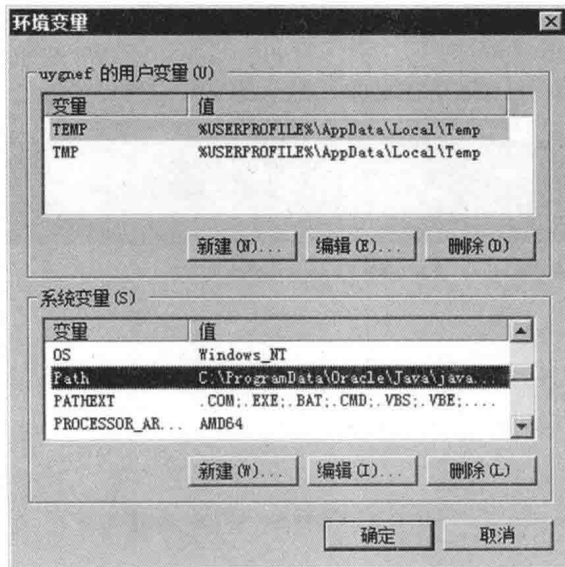 环境变量
uygnef 的用户变量(U)
变量 值
TEMP %USERPROFILE%\AppData\Local\Temp
TMP %USERPROFILE%\AppData\Local\Temp
新建(N)... 编辑(E)... 删除(D)
系统变量(S)
变量 值
OS Windows_NT
Path C:\ProgramData\Oracle\Java\java...
PATHEXT .COM;.EXE;.BAT;.CMD;.VBS;.VBE;....
PROCESSOR_AR... AMD64
新建(W)... 编辑(I)... 删除(L)
确定 取消